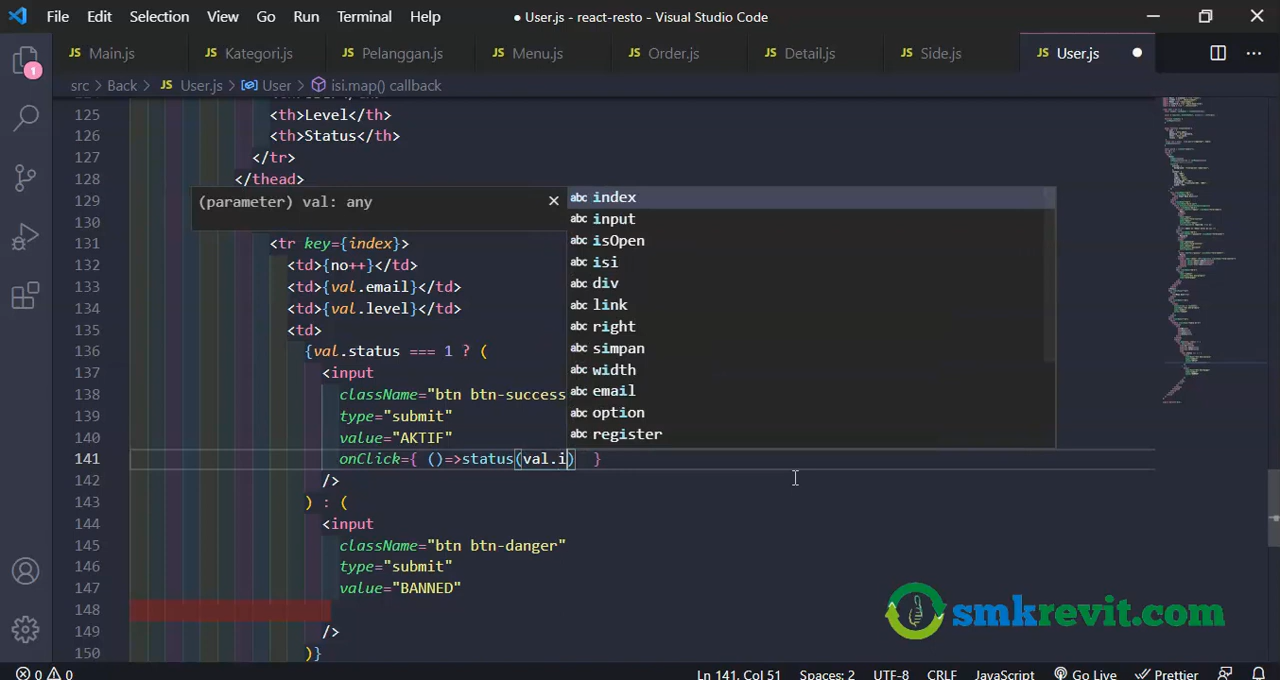 File Edit Selection View Go Run Terminal Help ● User.js - react-resto - Visual Studio Code
JS Main.js JS Kategori.js JS Pelanggan.js JS Menu.js JS Order.js JS Detail.js JS Side.js JS User.js
1
src > Back > JS User.js > User > isi.map() callback
125 <th>Level</th>
126 <th>Status</th>
127 </tr>
128 </thead>
129
130
(parameter) val: any
abc index
abc input
abc isOpen
abc isi
abc div
abc link
abc right
abc simpan
abc width
abc email
abc option
abc register
131 <tr key={index}>
132 <td>{no++}</td>
133 <td>{val.email}</td>
134 <td>{val.level}</td>
135 <td>
136 {val.status === 1 ? (
137 <input
138 className="btn btn-success
139 type="submit"
140 value="AKTIF"
141 onClick={ ()=>status(val.i) }
142 />
143 ) : (
144 <input
145 className="btn btn-danger"
146 type="submit"
147 value="BANNED"
148
149 />
150 )}
smkrevit.com
0 0 Ln 141, Col 51 Spaces: 2 UTF-8 CRLF JavaScript Go Live Prettier